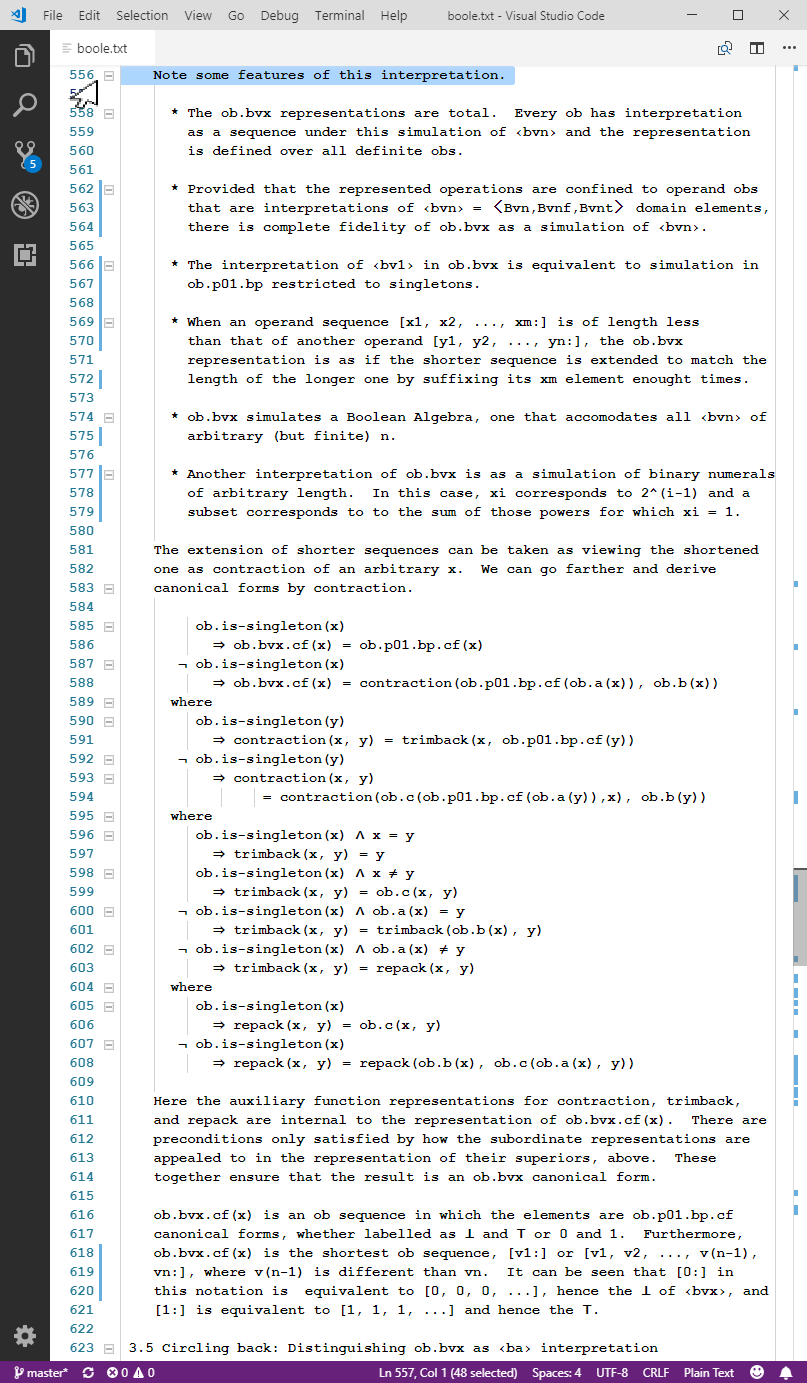 File Edit Selection View Go Debug Terminal Help boole.txt - Visual Studio Code
boole.txt
556 Note some features of this interpretation.
558 * The ob.bvx representations are total.  Every ob has interpretation
559 as a sequence under this simulation of ‹bvn› and the representation
560 is defined over all definite obs.
561
562 * Provided that the represented operations are confined to operand obs
563 that are interpretations of ‹bvn› = 〈Bvn,Bvnf,Bvnt〉 domain elements,
564 there is complete fidelity of ob.bvx as a simulation of ‹bvn›.
565
566 * The interpretation of ‹bv1› in ob.bvx is equivalent to simulation in
567 ob.p01.bp restricted to singletons.
568
569 * When an operand sequence [x1, x2, ..., xm:] is of length less
570 than that of another operand [y1, y2, ..., yn:], the ob.bvx
571 representation is as if the shorter sequence is extended to match the
572 length of the longer one by suffixing its xm element enought times.
573
574 * ob.bvx simulates a Boolean Algebra, one that accomodates all ‹bvn› of
575 arbitrary (but finite) n.
576
577 * Another interpretation of ob.bvx is as a simulation of binary numerals
578 of arbitrary length.  In this case, xi corresponds to 2^(i-1) and a
579 subset corresponds to to the sum of those powers for which xi = 1.
580
581 The extension of shorter sequences can be taken as viewing the shortened
582 one as contraction of an arbitrary x.  We can go farther and derive
583 canonical forms by contraction.
584
585 ob.is-singleton(x)
586 ⇒ ob.bvx.cf(x) = ob.p01.bp.cf(x)
587 ¬ ob.is-singleton(x)
588 ⇒ ob.bvx.cf(x) = contraction(ob.p01.bp.cf(ob.a(x)), ob.b(x))
589 where
590 ob.is-singleton(y)
591 ⇒ contraction(x, y) = trimback(x, ob.p01.bp.cf(y))
592 ¬ ob.is-singleton(y)
593 ⇒ contraction(x, y)
594 = contraction(ob.c(ob.p01.bp.cf(ob.a(y)),x), ob.b(y))
595 where
596 ob.is-singleton(x) ∧ x = y
597 ⇒ trimback(x, y) = y
598 ob.is-singleton(x) ∧ x ≠ y
599 ⇒ trimback(x, y) = ob.c(x, y)
600 ¬ ob.is-singleton(x) ∧ ob.a(x) = y
601 ⇒ trimback(x, y) = trimback(ob.b(x), y)
602 ¬ ob.is-singleton(x) ∧ ob.a(x) ≠ y
603 ⇒ trimback(x, y) = repack(x, y)
604 where
605 ob.is-singleton(x)
606 ⇒ repack(x, y) = ob.c(x, y)
607 ¬ ob.is-singleton(x)
608 ⇒ repack(x, y) = repack(ob.b(x), ob.c(ob.a(x), y))
609
610 Here the auxiliary function representations for contraction, trimback,
611 and repack are internal to the representation of ob.bvx.cf(x).  There are
612 preconditions only satisfied by how the subordinate representations are
613 appealed to in the representation of their superiors, above.  These
614 together ensure that the result is an ob.bvx canonical form.
615
616 ob.bvx.cf(x) is an ob sequence in which the elements are ob.p01.bp.cf
617 canonical forms, whether labelled as ⊥ and ⊤ or 0 and 1.  Furthermore,
618 ob.bvx.cf(x) is the shortest ob sequence, [v1:] or [v1, v2, ..., v(n-1),
619 vn:], where v(n-1) is different than vn.  It can be seen that [0:] in
620 this notation is  equivalent to [0, 0, 0, ...], hence the ⊥ of ‹bvx›, and
621 [1:] is equivalent to [1, 1, 1, ...] and hence the ⊤.
622
623 3.5 Circling back: Distinguishing ob.bvx as ‹ba› interpretation
5
master* 0 0 Ln 557, Col 1 (48 selected) Spaces: 4 UTF-8 CRLF Plain Text